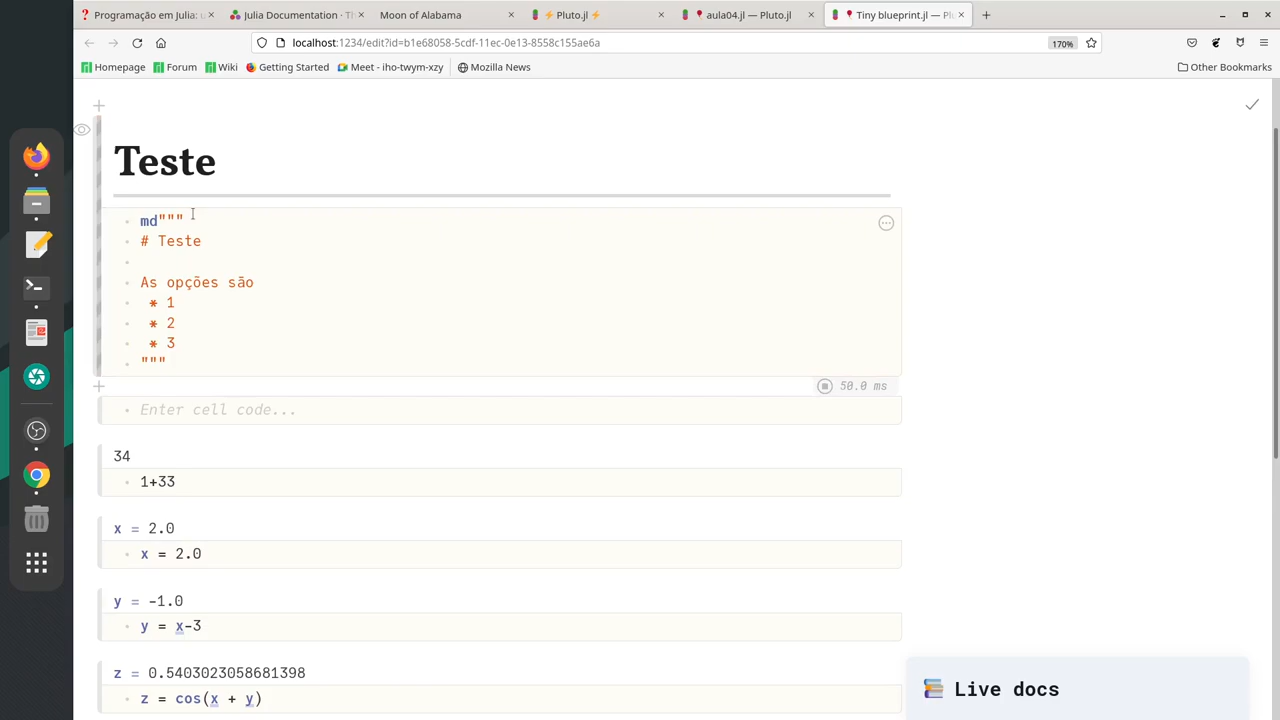 Programação em Julia: u
Julia Documentation · Th
Moon of Alabama
Pluto.jl
aula04.jl — Pluto.jl
Tiny blueprint.jl — Plu
localhost:1234/edit?id=b1e68058-5cdf-11ec-0e13-8558c155ae6a
170%
Homepage
Forum
Wiki
Getting Started
Meet - iho-twym-xzy
Mozilla News
Other Bookmarks
Teste
md"""
# Teste
As opções são
* 1
* 2
* 3
"""
50.0 ms
Enter cell code...
34
1+33
x = 2.0
x = 2.0
y = -1.0
y = x-3
z = 0.5403023058681398
z = cos(x + y)
Live docs